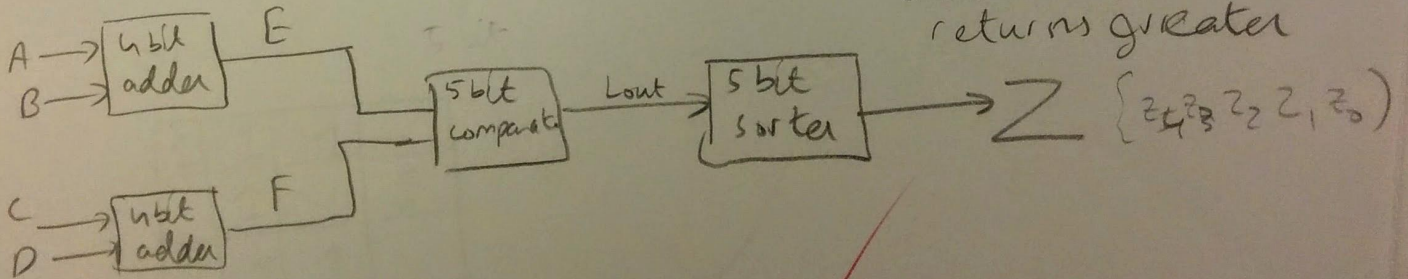 returns greater
A
B
4 bit
adder
E
C
D
4 bit
adder
F
5 bit
comparat
Lout
5 bit
sorter
Z {z4 z3 z2 z1 z0)